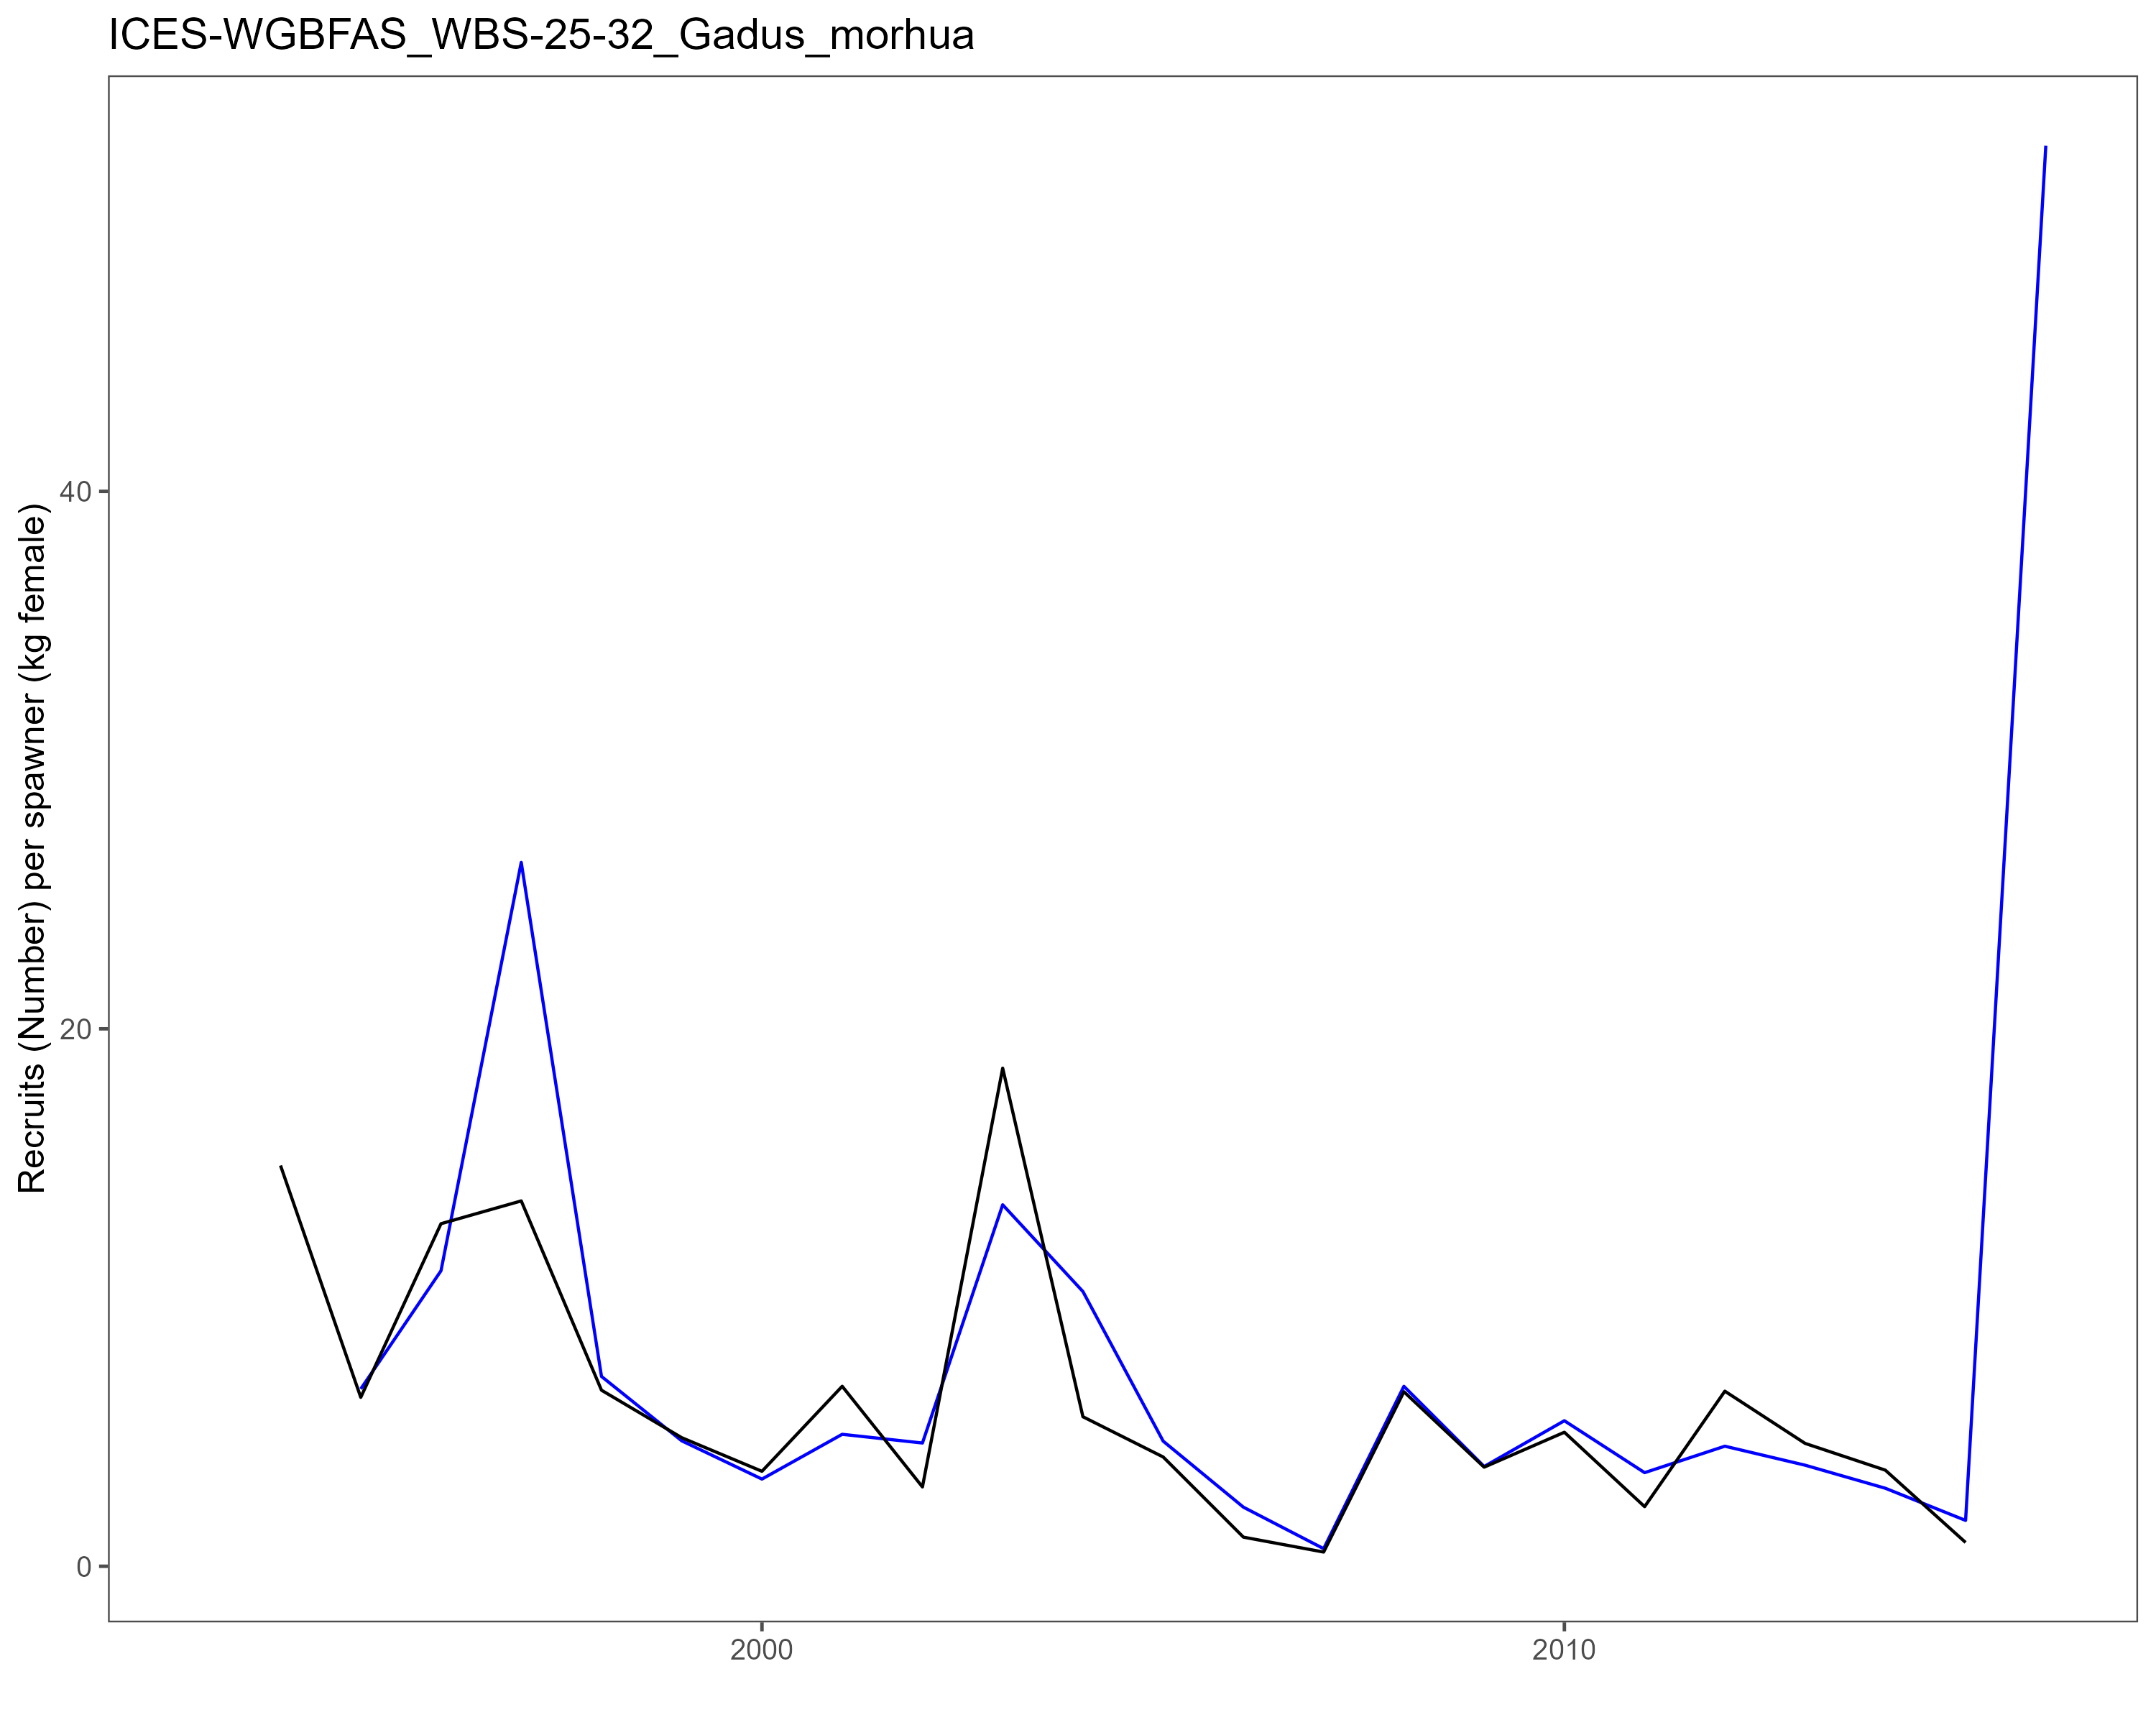 ICES-WGBFAS_WBS-25-32_Gadus_morhua
Recruits (Number) per spawner (kg female)
40
20
0
2000
2010